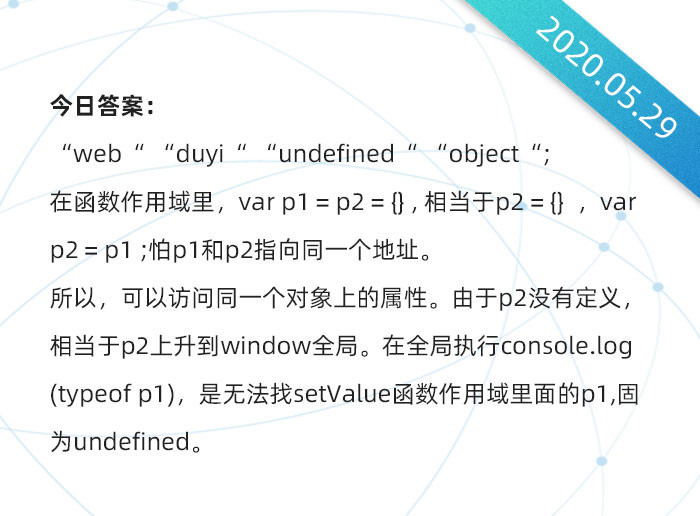 2020.05.29
今日答案：
“web “ “duyi “ “undefined “ “object “;
在函数作用域里，var p1 = p2 = {} , 相当于p2 = {} ，var
p2 = p1 ;怕p1和p2指向同一个地址。
所以，可以访问同一个对象上的属性。由于p2没有定义，
相当于p2上升到window全局。在全局执行console.log
(typeof p1)，是无法找setValue函数作用域里面的p1,固
为undefined。